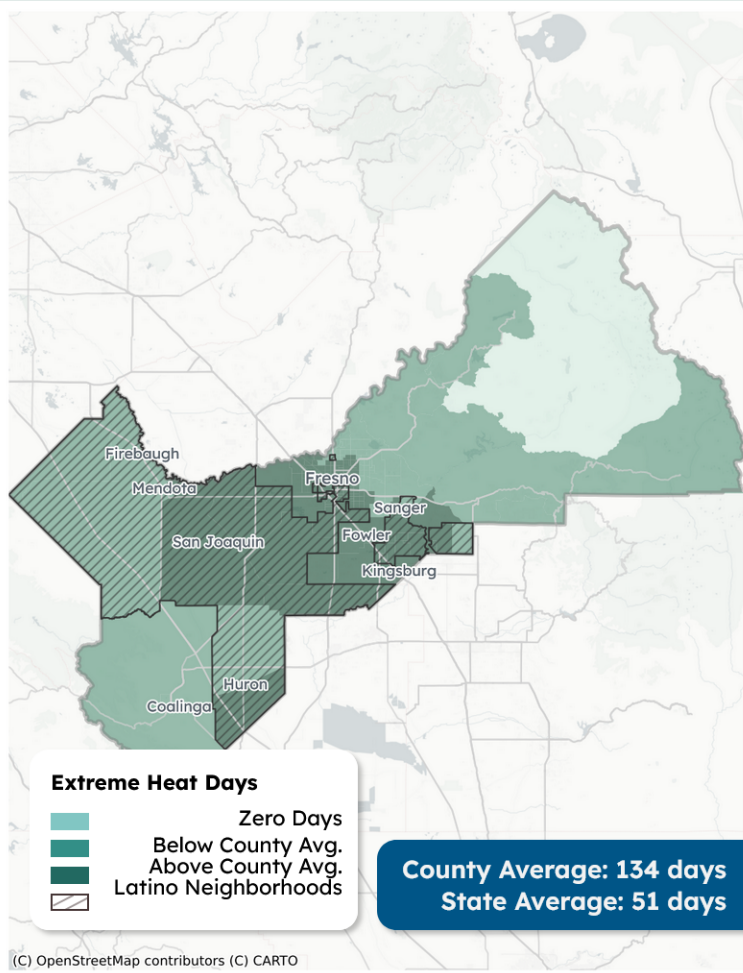 Firebaugh
Mendota
Fresno
Sanger
San Joaquin
Fowler
Kingsburg
Huron
Coalinga
Extreme Heat Days
Zero Days
Below County Avg.
Above County Avg.
Latino Neighborhoods
County Average: 134 days
State Average: 51 days
(C) OpenStreetMap contributors (C) CARTO